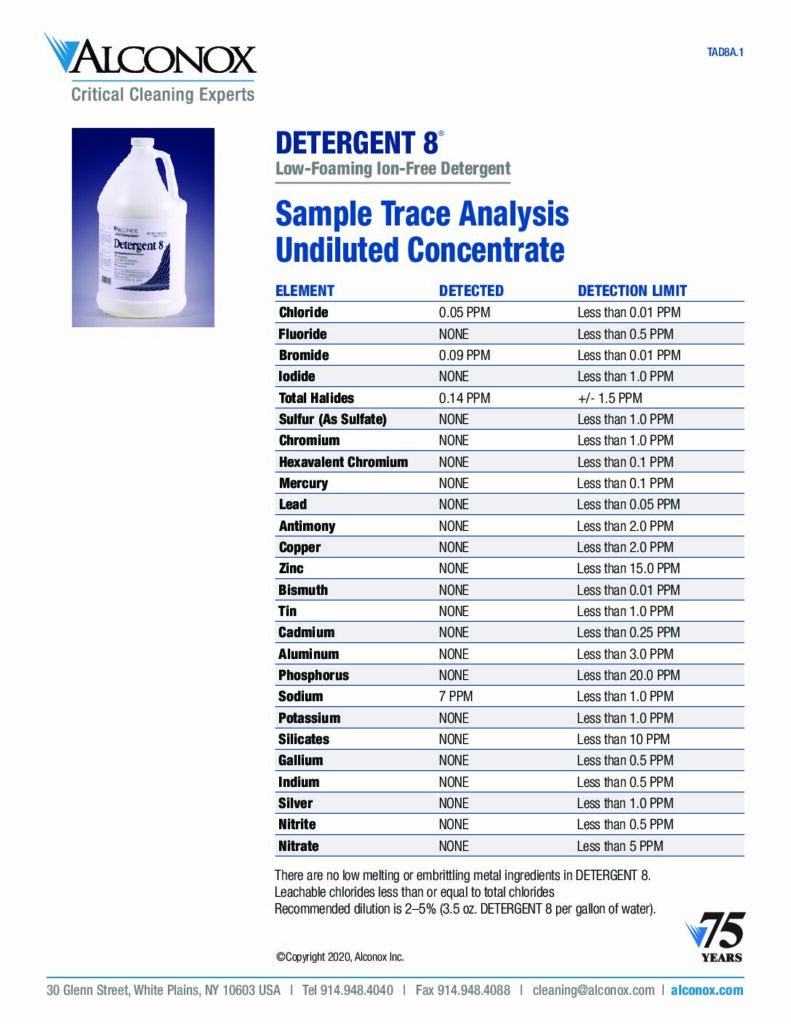 ALCONOX
Critical Cleaning Experts
TAD8A.1
ALCONOX
Detergent 8
DETERGENT 8®
Low-Foaming Ion-Free Detergent
Sample Trace Analysis
Undiluted Concentrate
ELEMENT DETECTED DETECTION LIMIT
Chloride 0.05 PPM Less than 0.01 PPM
Fluoride NONE Less than 0.5 PPM
Bromide 0.09 PPM Less than 0.01 PPM
Iodide NONE Less than 1.0 PPM
Total Halides 0.14 PPM +/- 1.5 PPM
Sulfur (As Sulfate) NONE Less than 1.0 PPM
Chromium NONE Less than 1.0 PPM
Hexavalent Chromium NONE Less than 0.1 PPM
Mercury NONE Less than 0.1 PPM
Lead NONE Less than 0.05 PPM
Antimony NONE Less than 2.0 PPM
Copper NONE Less than 2.0 PPM
Zinc NONE Less than 15.0 PPM
Bismuth NONE Less than 0.01 PPM
Tin NONE Less than 1.0 PPM
Cadmium NONE Less than 0.25 PPM
Aluminum NONE Less than 3.0 PPM
Phosphorus NONE Less than 20.0 PPM
Sodium 7 PPM Less than 1.0 PPM
Potassium NONE Less than 1.0 PPM
Silicates NONE Less than 10 PPM
Gallium NONE Less than 0.5 PPM
Indium NONE Less than 0.5 PPM
Silver NONE Less than 1.0 PPM
Nitrite NONE Less than 0.5 PPM
Nitrate NONE Less than 5 PPM
There are no low melting or embrittling metal ingredients in DETERGENT 8.
Leachable chlorides less than or equal to total chlorides
Recommended dilution is 2–5% (3.5 oz. DETERGENT 8 per gallon of water).
75
YEARS
©Copyright 2020, Alconox Inc.
30 Glenn Street, White Plains, NY 10603 USA | Tel 914.948.4040 | Fax 914.948.4088 | cleaning@alconox.com | alconox.com